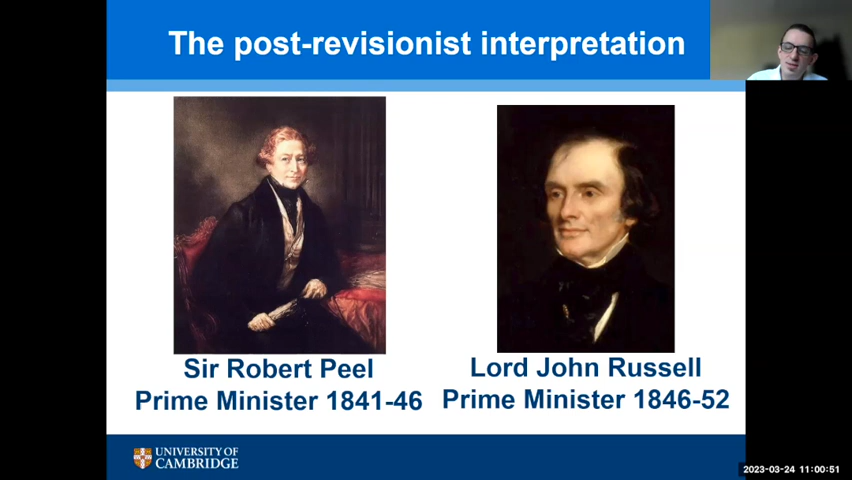 The post-revisionist interpretation
Sir Robert Peel
Prime Minister 1841-46
Lord John Russell
Prime Minister 1846-52
UNIVERSITY OF
CAMBRIDGE
2023-03-24 11:00:51